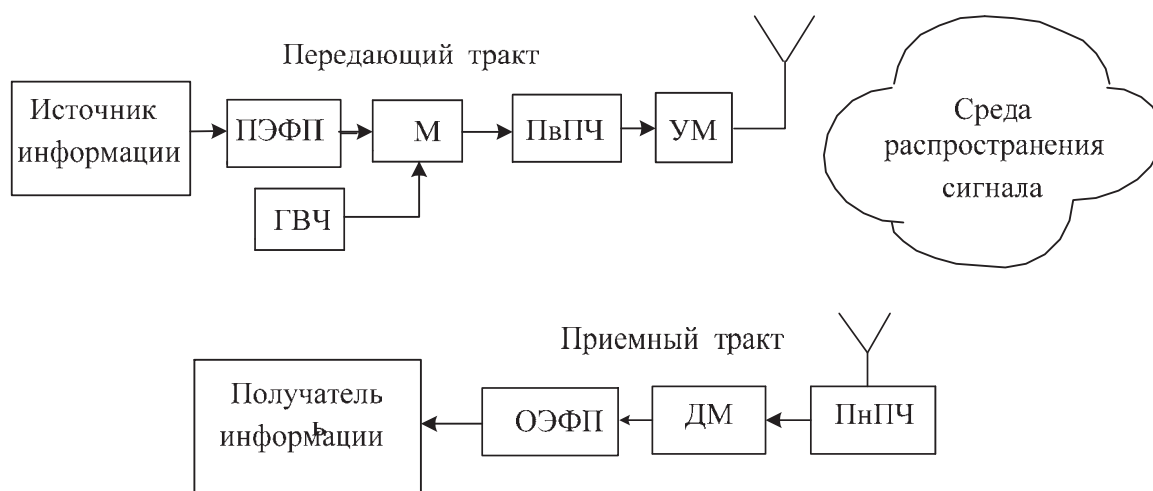 Передающий тракт
Источник
информации
ПЭФП
М
ПвПЧ
УМ
ГВЧ
Среда
распространения
сигнала
Приемный тракт
Получатель
ь
информации
ОЭФП
ДМ
ПнПЧ